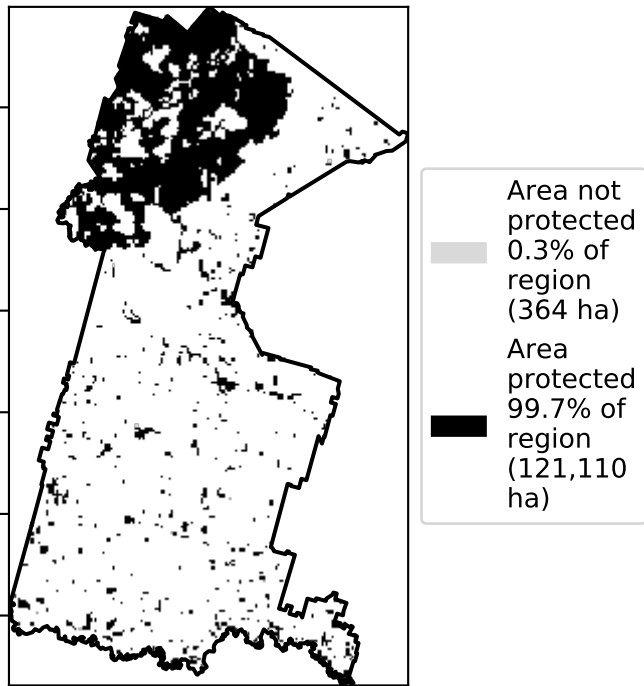 Area not
protected
0.3% of
region
(364 ha)
Area
protected
99.7% of
region
(121,110
ha)